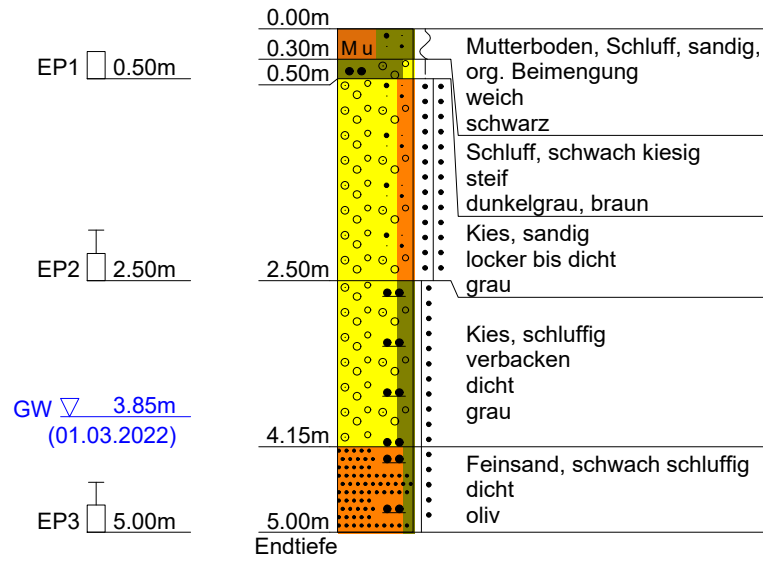 0.00m
0.30m
Mu
EP1 0.50m
0.50m
Mutterboden, Schluff, sandig,
org. Beimengung
weich
schwarz
Schluff, schwach kiesig
steif
dunkelgrau, braun
Kies, sandig
locker bis dicht
grau
EP2 2.50m
2.50m
Kies, schluffig
verbacken
dicht
grau
GW 3.85m
(01.03.2022)
4.15m
Feinsand, schwach schluffig
dicht
oliv
EP3 5.00m
5.00m
Endtiefe